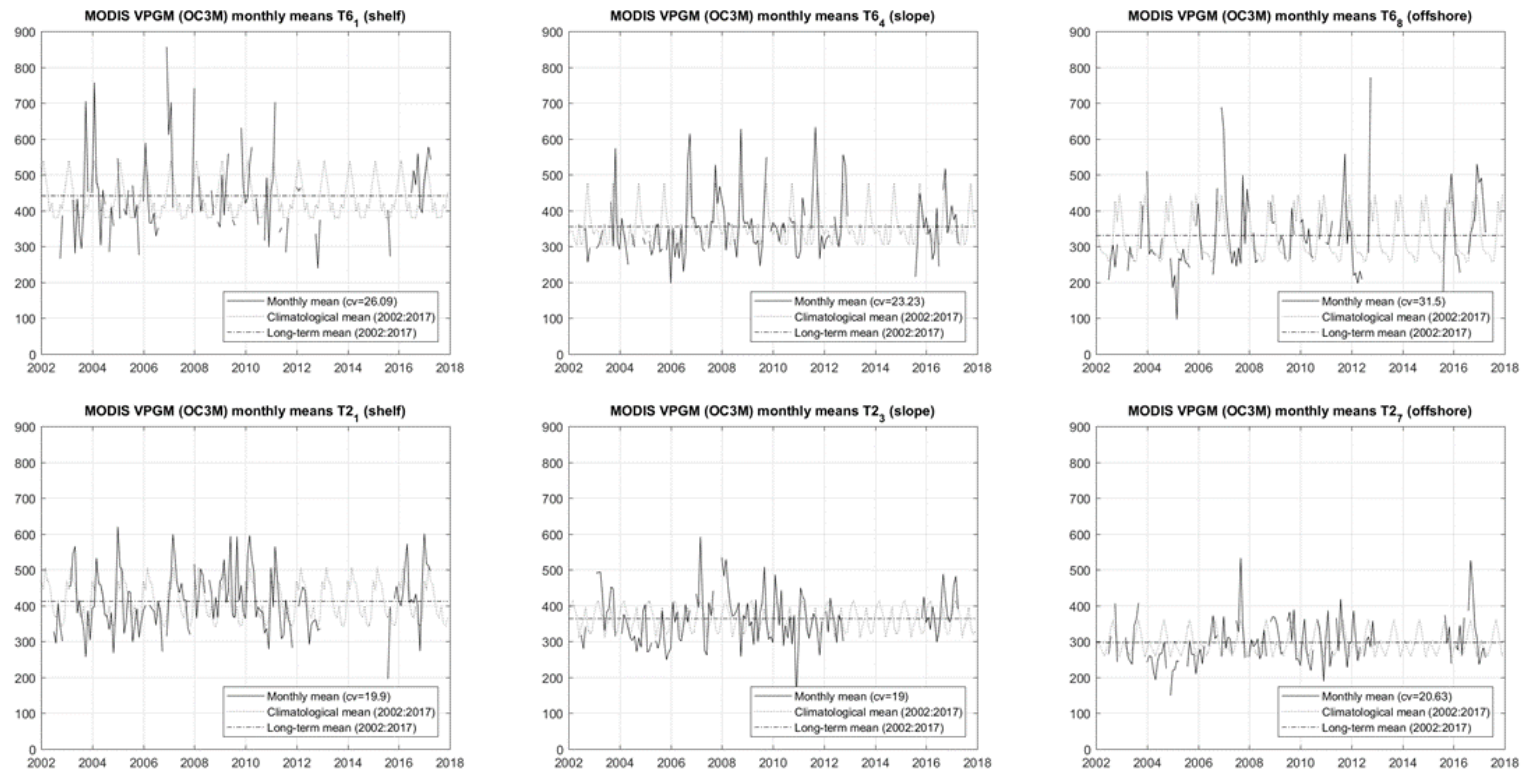 MODIS VPGM (OC3M) monthly means T6₁ (shelf)
900
800
700
600
500
400
300
200
100
0
2002 2004 2006 2008 2010 2012 2014 2016 2018
Monthly mean (cv=26.09)
Climatological mean (2002:2017)
Long-term mean (2002:2017)
MODIS VPGM (OC3M) monthly means T6₄ (slope)
900
800
700
600
500
400
300
200
100
0
2002 2004 2006 2008 2010 2012 2014 2016 2018
Monthly mean (cv=23.23)
Climatological mean (2002:2017)
Long-term mean (2002:2017)
MODIS VPGM (OC3M) monthly means T6₈ (offshore)
900
800
700
600
500
400
300
200
100
0
2002 2004 2006 2008 2010 2012 2014 2016 2018
Monthly mean (cv=31.5)
Climatological mean (2002:2017)
Long-term mean (2002:2017)
MODIS VPGM (OC3M) monthly means T2₁ (shelf)
900
800
700
600
500
400
300
200
100
0
2002 2004 2006 2008 2010 2012 2014 2016 2018
Monthly mean (cv=19.9)
Climatological mean (2002:2017)
Long-term mean (2002:2017)
MODIS VPGM (OC3M) monthly means T2₃ (slope)
900
800
700
600
500
400
300
200
100
0
2002 2004 2006 2008 2010 2012 2014 2016 2018
Monthly mean (cv=19)
Climatological mean (2002:2017)
Long-term mean (2002:2017)
MODIS VPGM (OC3M) monthly means T2₇ (offshore)
900
800
700
600
500
400
300
200
100
0
2002 2004 2006 2008 2010 2012 2014 2016 2018
Monthly mean (cv=20.63)
Climatological mean (2002:2017)
Long-term mean (2002:2017)